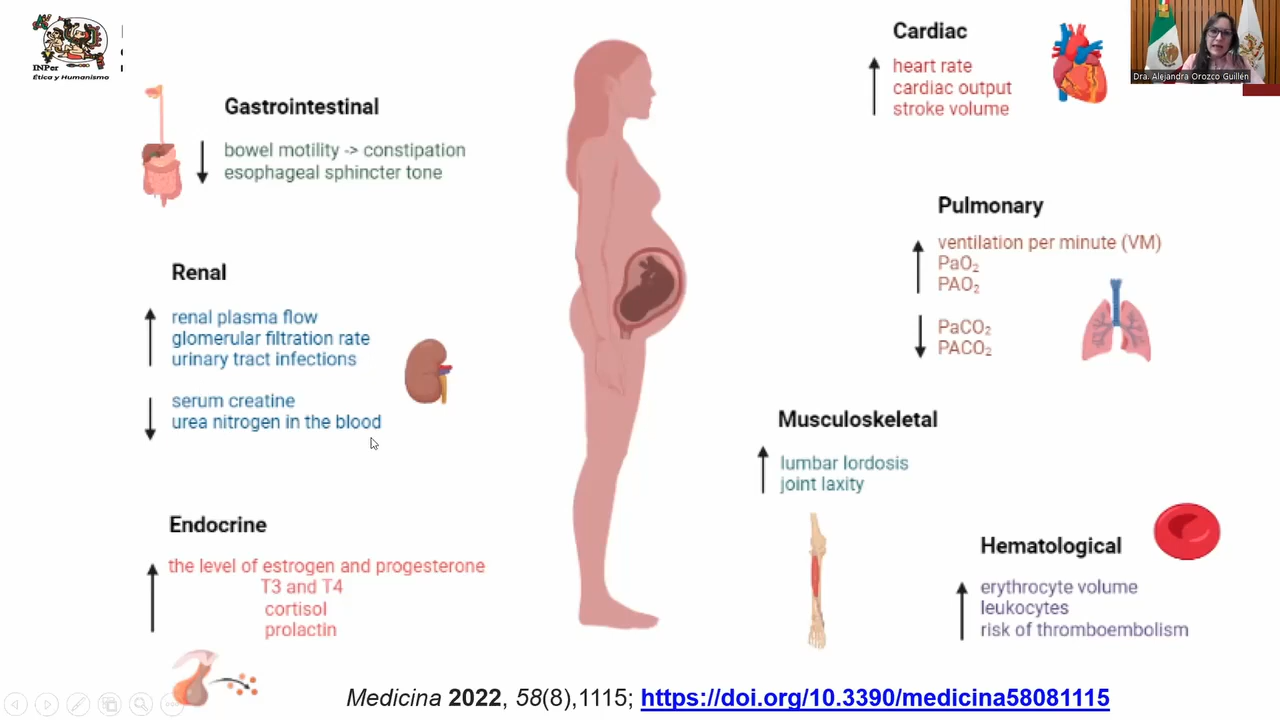 INPer
Ética y Humanismo
Gastrointestinal
bowel motility -> constipation
esophageal sphincter tone
Renal
renal plasma flow
glomerular filtration rate
urinary tract infections
serum creatine
urea nitrogen in the blood
Endocrine
the level of estrogen and progesterone
T3 and T4
cortisol
prolactin
Cardiac
heart rate
cardiac output
stroke volume
Dra. Alejandra Orozco Guillén
Pulmonary
ventilation per minute (VM)
PaO₂
PAO₂
PaCO₂
PACO₂
Musculoskeletal
lumbar lordosis
joint laxity
Hematological
erythrocyte volume
leukocytes
risk of thromboembolism
Medicina 2022, 58(8),1115; https://doi.org/10.3390/medicina58081115